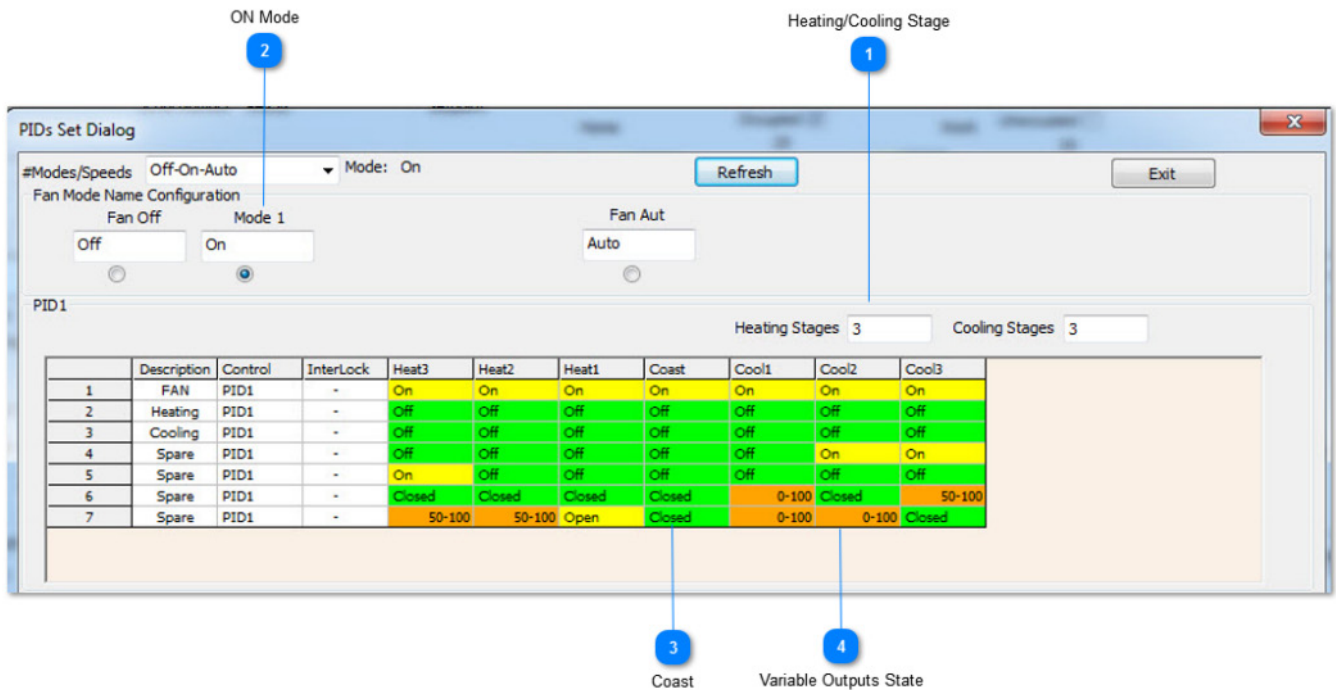 ON Mode
Heating/Cooling Stage
2
1
PIDs Set Dialog
#Modes/Speeds Off-On-Auto Mode: On Refresh Exit
Fan Mode Name Configuration
Fan Off Mode 1 Fan Aut
Off On Auto
PID1
Heating Stages 3 Cooling Stages 3
Description Control InterLock Heat3 Heat2 Heat1 Coast Cool1 Cool2 Cool3
1 FAN PID1 - On On On On On On On
2 Heating PID1 - Off Off Off Off Off Off Off
3 Cooling PID1 - Off Off Off Off Off Off Off
4 Spare PID1 - Off Off Off Off Off On On
5 Spare PID1 - On Off Off Off Off Off Off
6 Spare PID1 - Closed Closed Closed Closed 0-100 Closed 50-100
7 Spare PID1 - 50-100 50-100 Open Closed 0-100 0-100 Closed
3
4
Coast
Variable Outputs State